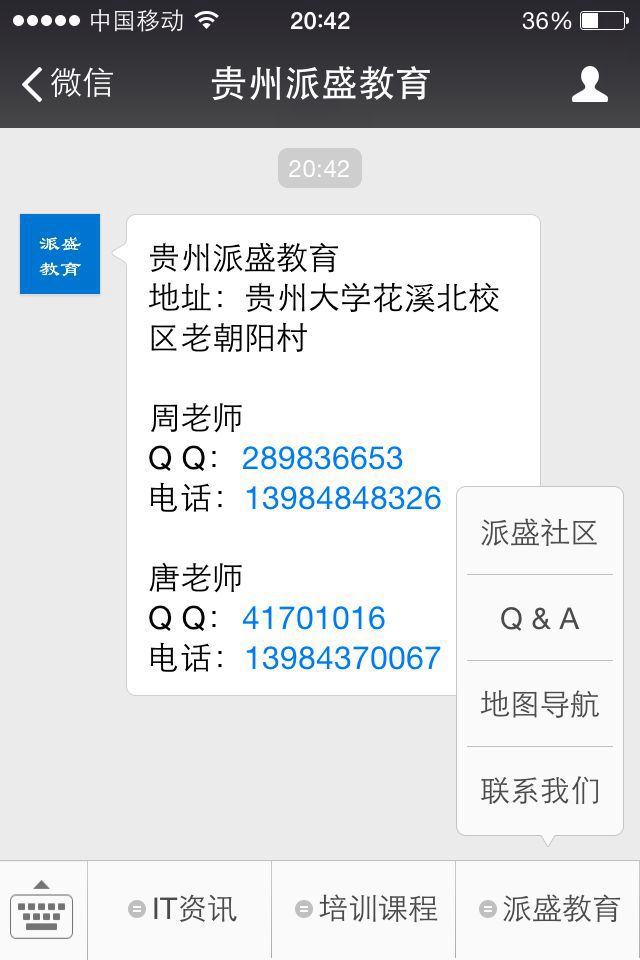 中国移动 20:42 36%
微信 贵州派盛教育
20:42
派盛
教育
贵州派盛教育
地址：贵州大学花溪北校
区老朝阳村
周老师
Q Q：289836653
电话：13984848326
唐老师
Q Q：41701016
电话：13984370067
派盛社区
Q & A
地图导航
联系我们
IT资讯 培训课程 派盛教育